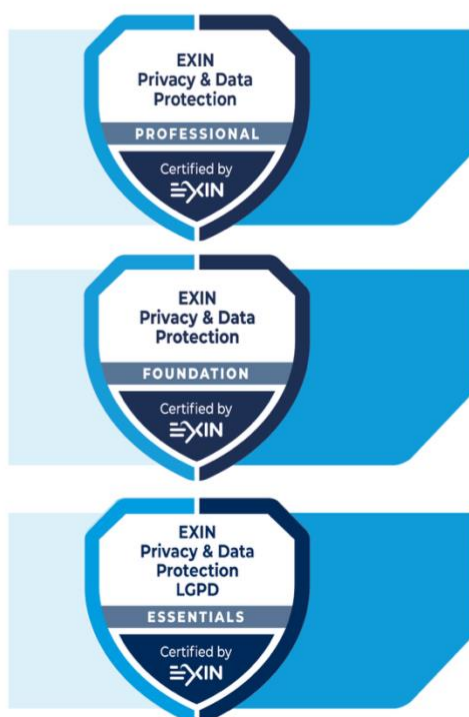 EXIN
Privacy & Data
Protection
PROFESSIONAL
Certified by
EXIN
EXIN
Privacy & Data
Protection
FOUNDATION
Certified by
EXIN
EXIN
Privacy & Data
Protection
LGPD
ESSENTIALS
Certified by
EXIN